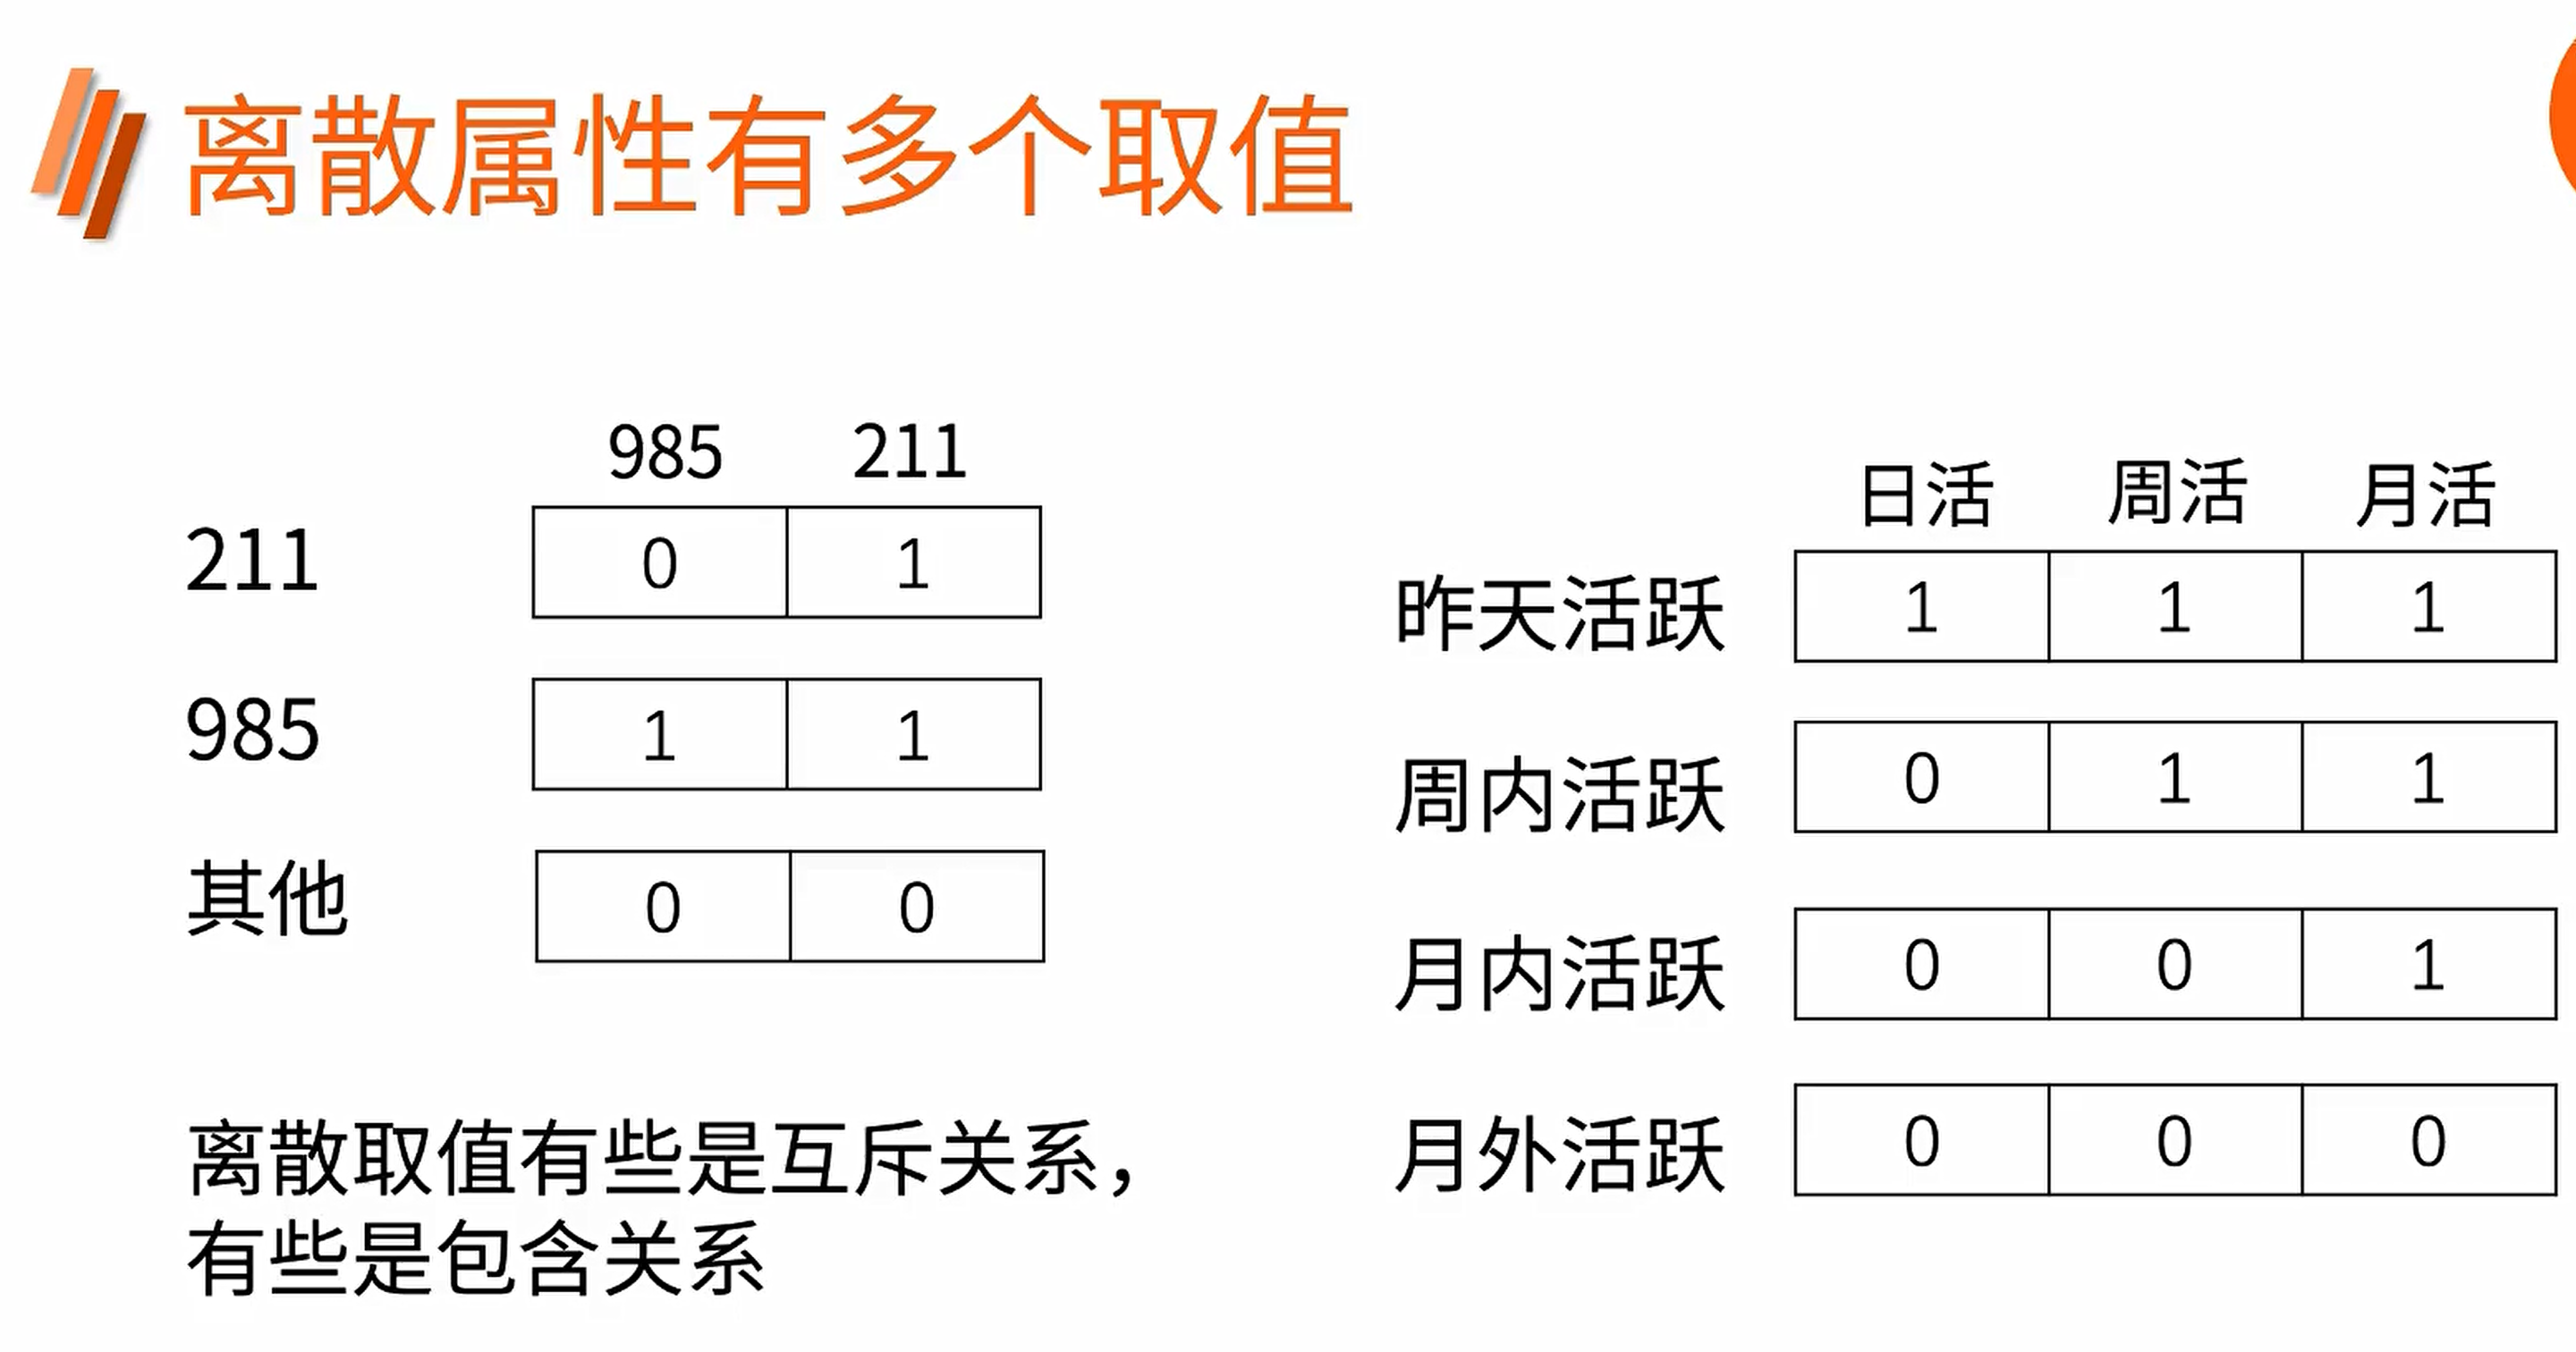 离散属性有多个取值
985 211
211 0 1
985 1 1
其他 0 0
离散取值有些是互斥关系，
有些是包含关系
日活 周活 月活
昨天活跃 1 1 1
周内活跃 0 1 1
月内活跃 0 0 1
月外活跃 0 0 0